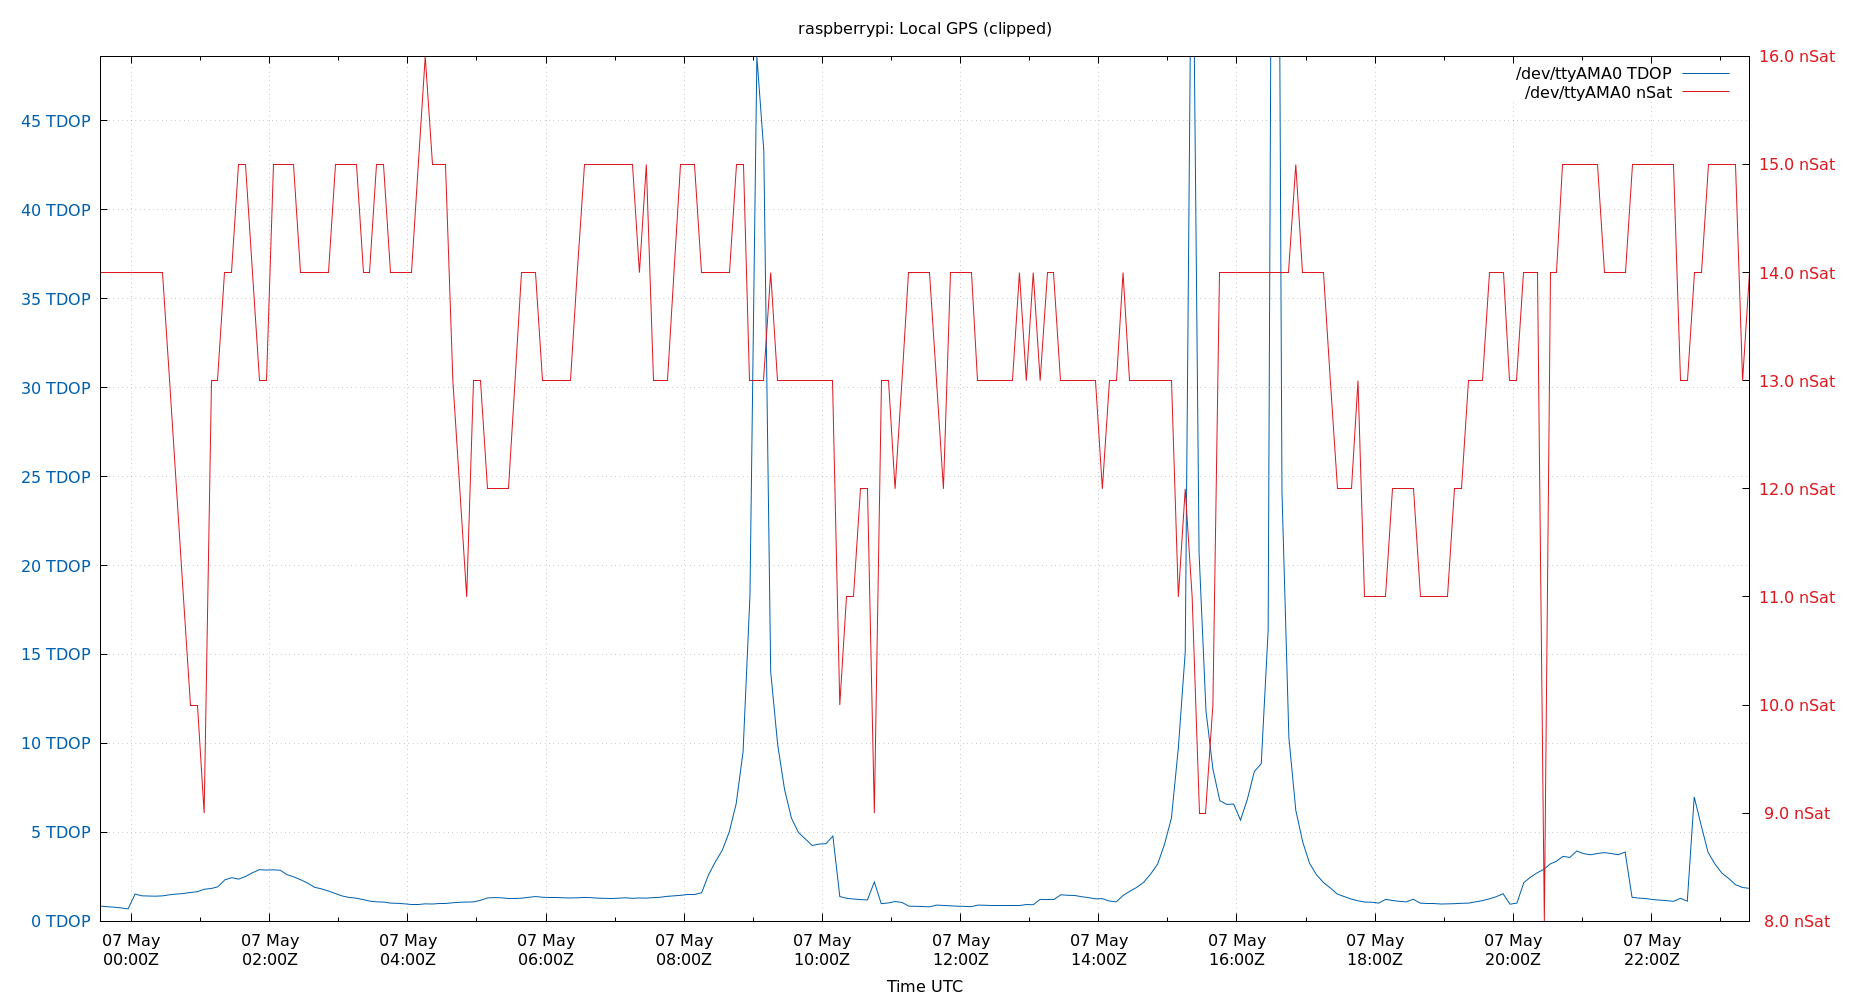 raspberrypi: Local GPS (clipped)
16.0 nSat
/dev/ttyAMA0 TDOP
/dev/ttyAMA0 nSat
45 TDOP
15.0 nSat
40 TDOP
14.0 nSat
35 TDOP
13.0 nSat
30 TDOP
25 TDOP
12.0 nSat
20 TDOP
11.0 nSat
15 TDOP
10.0 nSat
10 TDOP
9.0 nSat
5 TDOP
0 TDOP
8.0 nSat
07 May 07 May 07 May 07 May 07 May 07 May 07 May 07 May 07 May 07 May 07 May 07 May
00:00Z 02:00Z 04:00Z 06:00Z 08:00Z 10:00Z 12:00Z 14:00Z 16:00Z 18:00Z 20:00Z 22:00Z
Time UTC